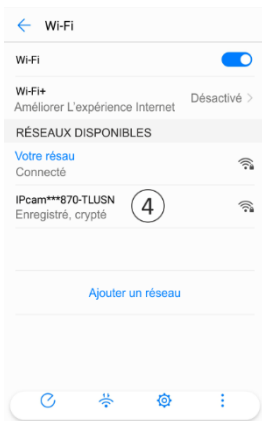 Wi-Fi
Wi-Fi
Wi-Fi+
Améliorer L'expérience Internet
Désactivé
RÉSEAUX DISPONIBLES
Votre résau
Connecté
IPcam***870-TLUSN
Enregistré, crypté
4
Ajouter un réseau